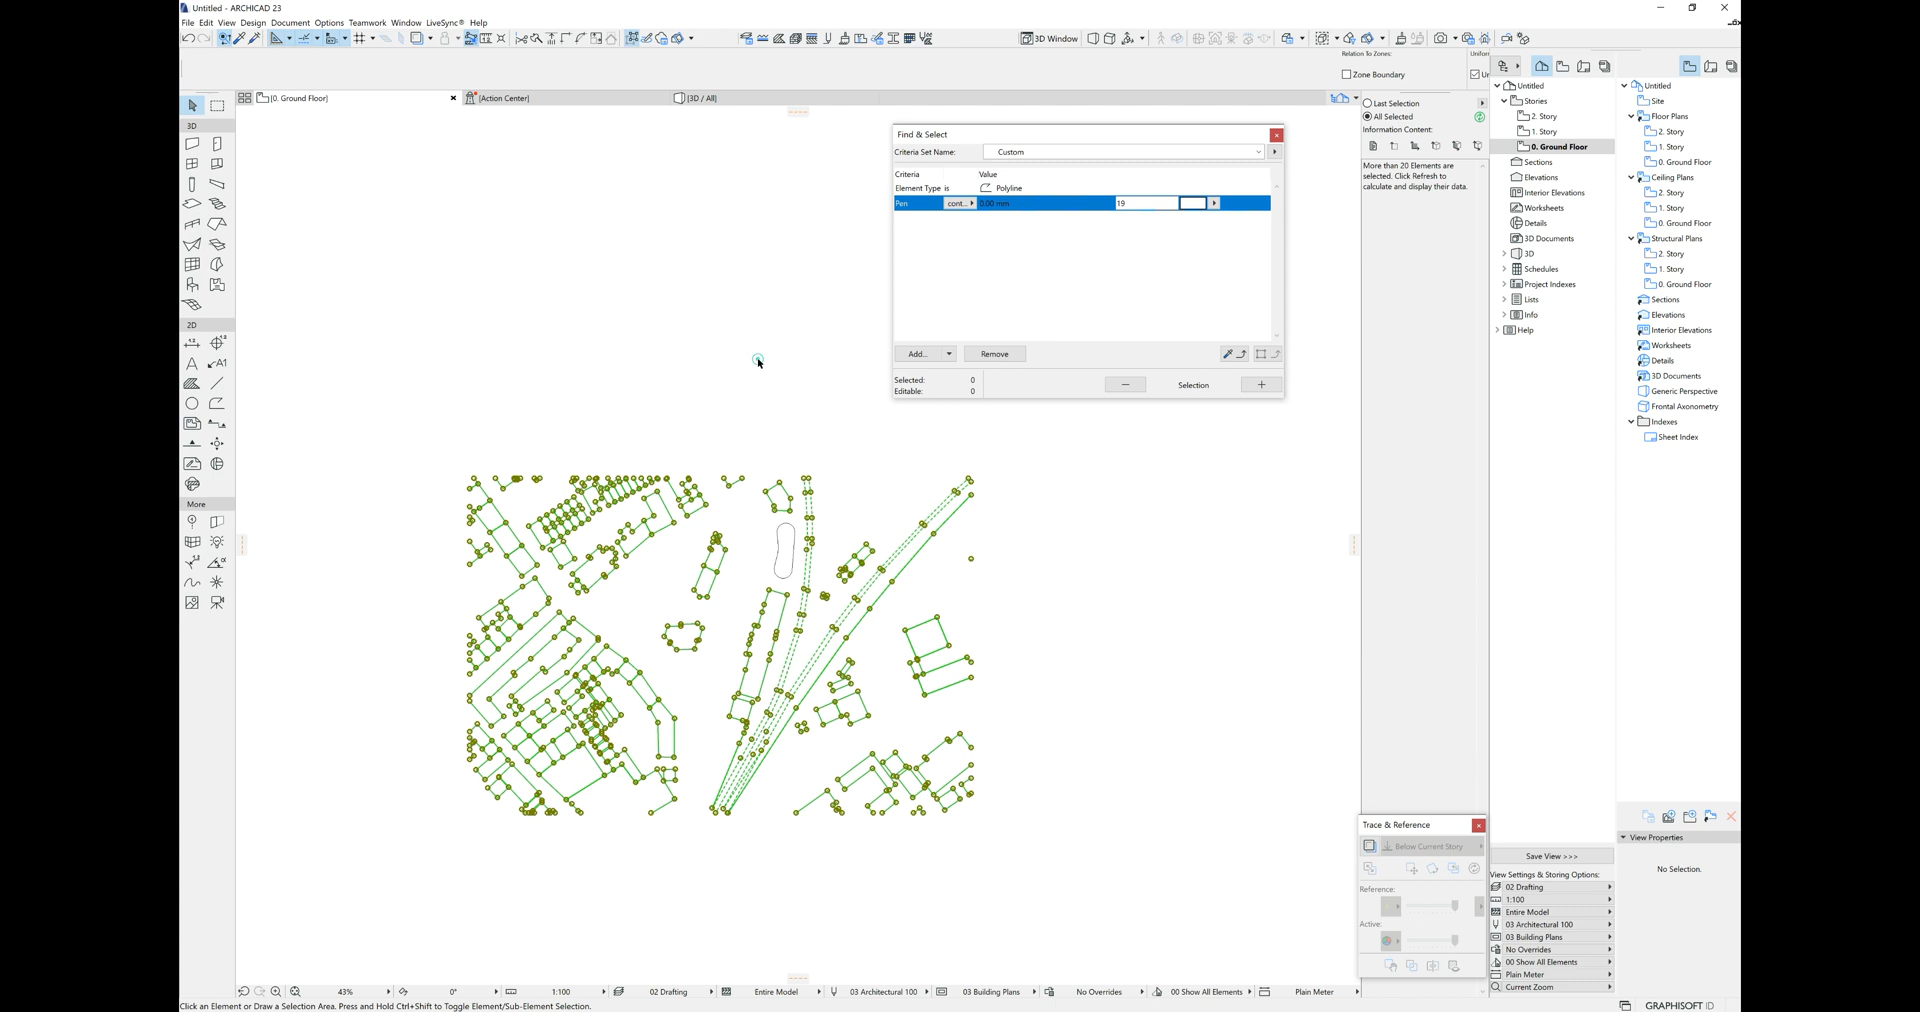 Untitled - ARCHICAD 23
File Edit View Design Document Options Teamwork Window LiveSync® Help
3D Window
Relation To Zones:
Zone Boundary
[0. Ground Floor]
[Action Center]
[3D / All]
3D
2D
More
Find & Select
Criteria Set Name: Custom
Criteria Value
Element Type is Polyline
Pen cont... 0.00 mm 19
Add... Remove
Selected: 0
Editable: 0
Selection
Last Selection
All Selected
Information Content:
More than 20 Elements are
selected. Click Refresh to
calculate and display their data.
Trace & Reference
Below Current Story
Reference:
Active:
Untitled
Stories
2. Story
1. Story
0. Ground Floor
Sections
Elevations
Interior Elevations
Worksheets
Details
3D Documents
3D
Schedules
Project Indexes
Lists
Info
Help
Save View >>>
View Settings & Storing Options:
02 Drafting
1:100
Entire Model
03 Architectural 100
03 Building Plans
No Overrides
00 Show All Elements
Plain Meter
Current Zoom
Untitled
Site
Floor Plans
2. Story
1. Story
0. Ground Floor
Ceiling Plans
2. Story
1. Story
0. Ground Floor
Structural Plans
2. Story
1. Story
0. Ground Floor
Sections
Elevations
Interior Elevations
Worksheets
Details
3D Documents
Generic Perspective
Frontal Axonometry
Indexes
Sheet Index
View Properties
No Selection.
43% 0° 1:100 02 Drafting Entire Model 03 Architectural 100 03 Building Plans No Overrides 00 Show All Elements Plain Meter
Click an Element or Draw a Selection Area. Press and Hold Ctrl+Shift to Toggle Element/Sub-Element Selection.
GRAPHISOFT ID